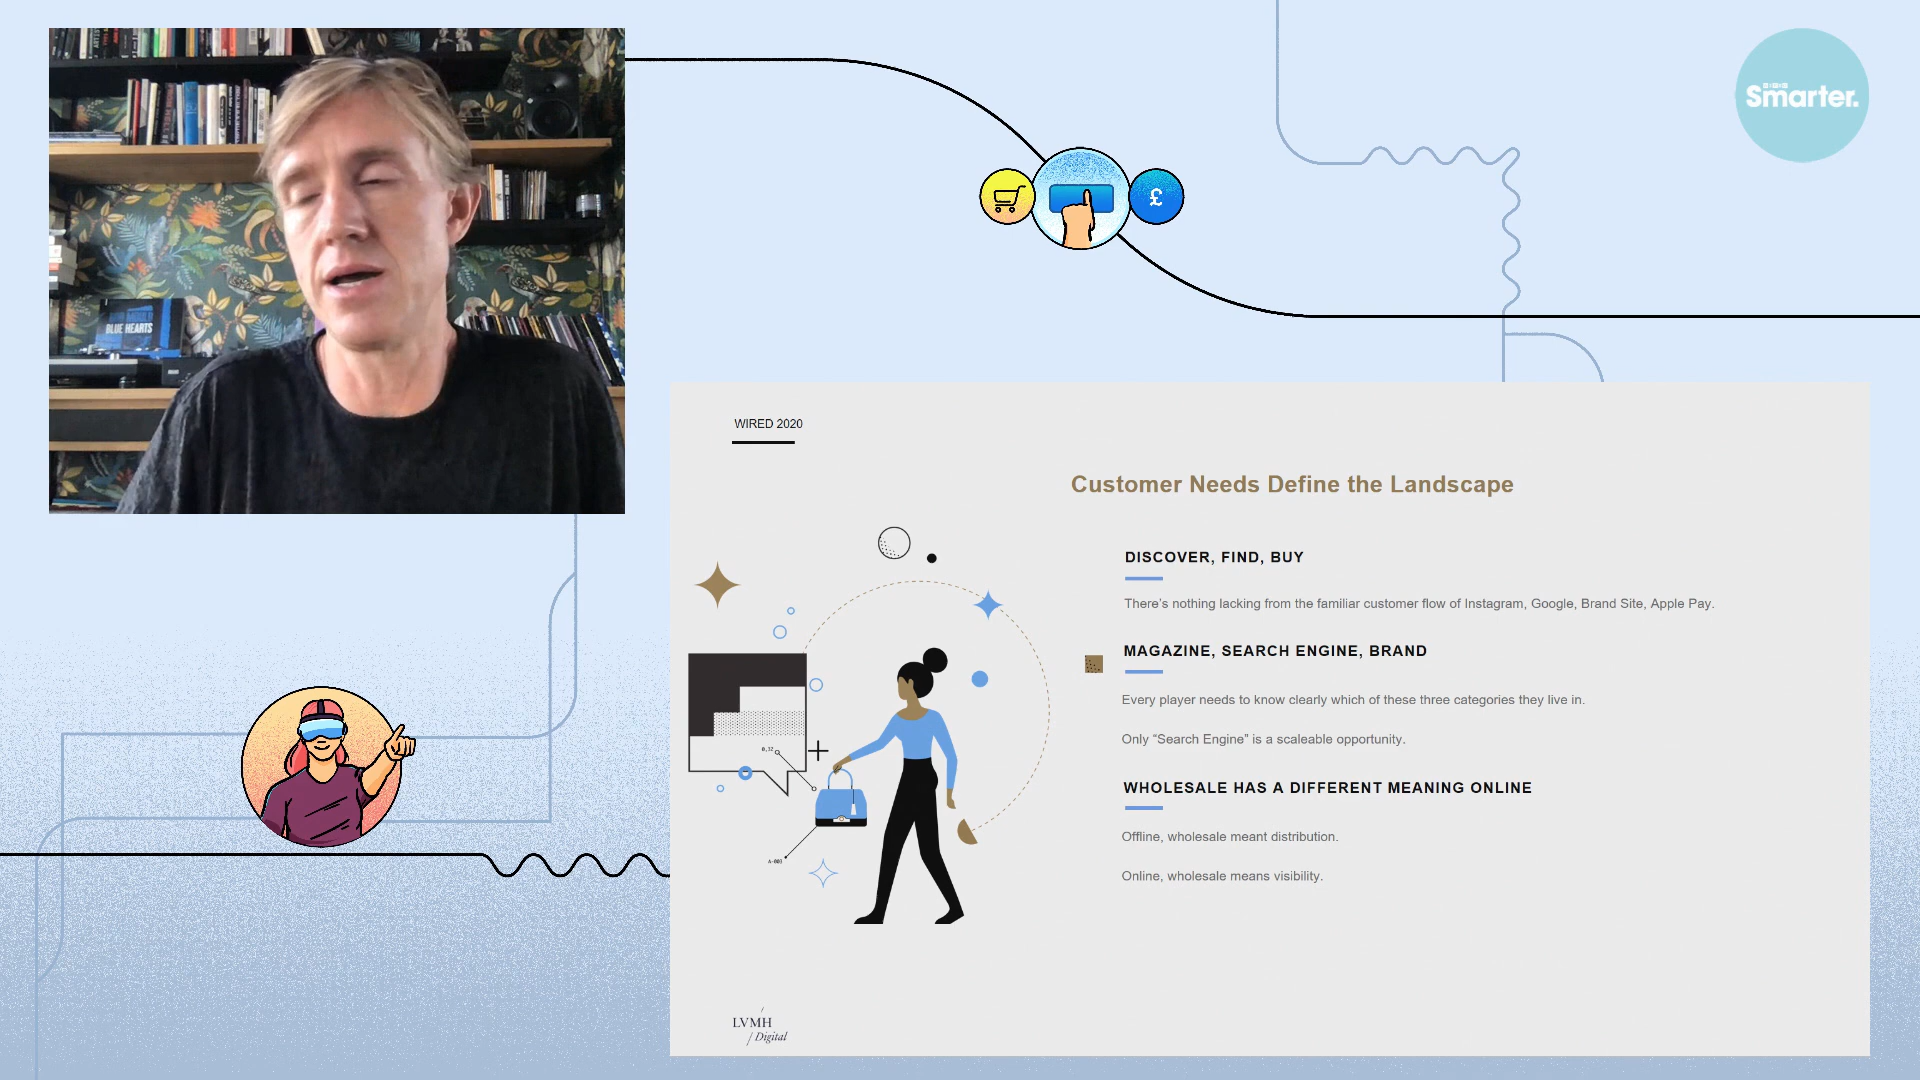 Smarter.
£
BLUE HEARTS
WIRED 2020
Customer Needs Define the Landscape
DISCOVER, FIND, BUY
There's nothing lacking from the familiar customer flow of Instagram, Google, Brand Site, Apple Pay.
MAGAZINE, SEARCH ENGINE, BRAND
Every player needs to know clearly which of these three categories they live in.
Only “Search Engine” is a scaleable opportunity.
WHOLESALE HAS A DIFFERENT MEANING ONLINE
Offline, wholesale meant distribution.
Online, wholesale means visibility.
LVMH
/ Digital